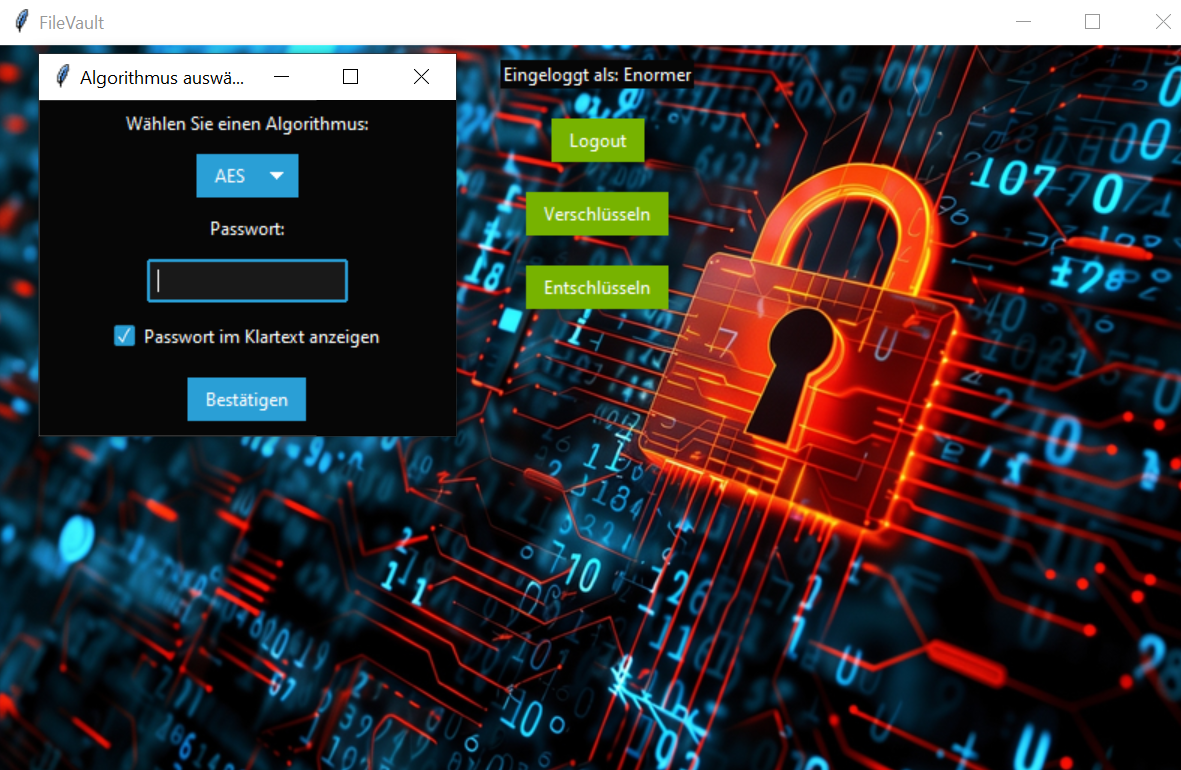 FileVault
Algorithmus auswä...
Wählen Sie einen Algorithmus:
AES
Passwort:
Passwort im Klartext anzeigen
Bestätigen
Eingeloggt als: Enormer
Logout
Verschlüsseln
Entschlüsseln